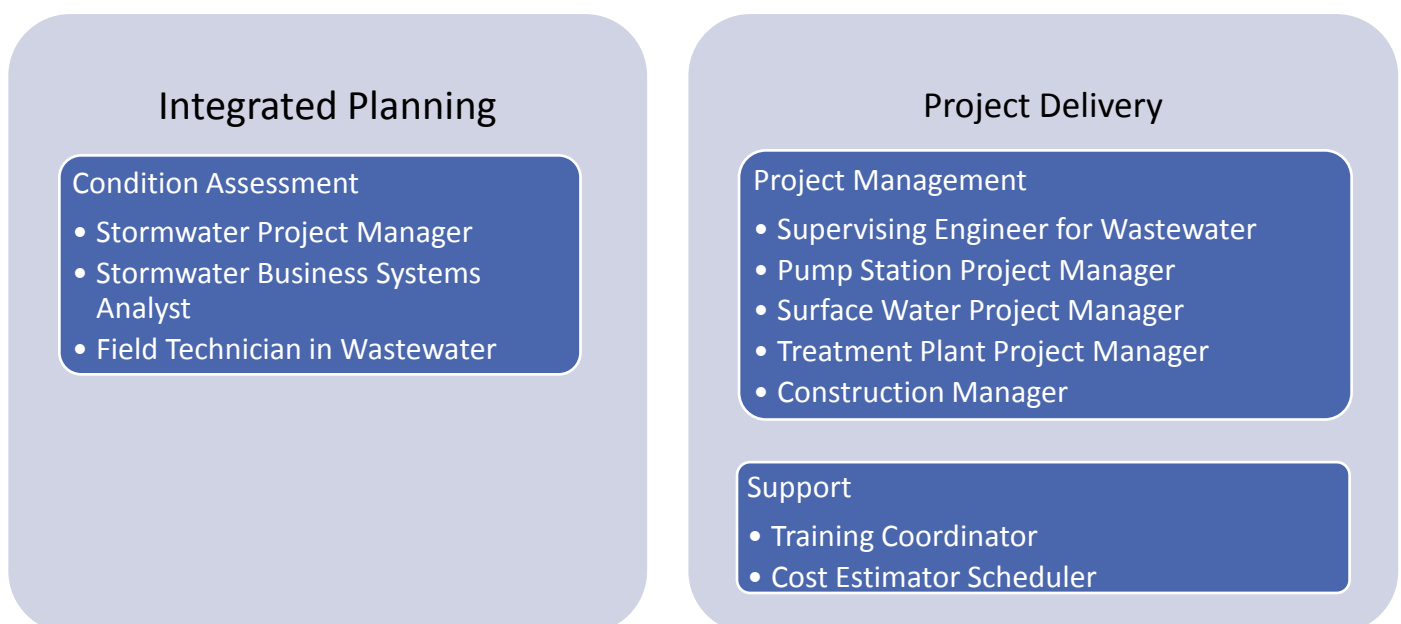 Integrated Planning
Condition Assessment
• Stormwater Project Manager
• Stormwater Business Systems
Analyst
• Field Technician in Wastewater
Project Delivery
Project Management
• Supervising Engineer for Wastewater
• Pump Station Project Manager
• Surface Water Project Manager
• Treatment Plant Project Manager
• Construction Manager
Support
• Training Coordinator
• Cost Estimator Scheduler